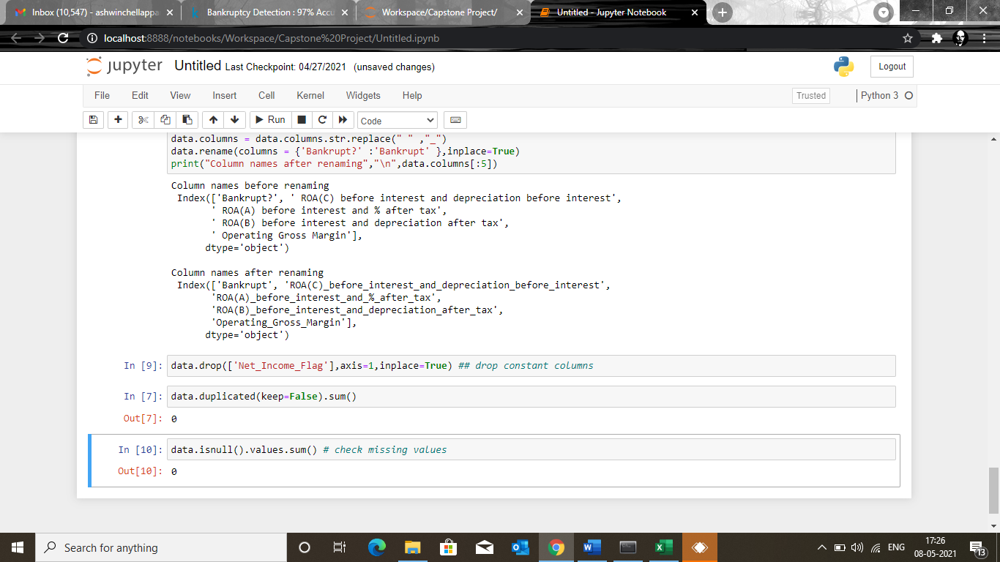 Inbox (10,547) - ashwinchellappa
Bankruptcy Detection : 97% Accu
Workspace/Capstone Project/
Untitled - Jupyter Notebook
localhost:8888/notebooks/Workspace/Capstone%20Project/Untitled.ipynb
jupyter Untitled Last Checkpoint: 04/27/2021 (unsaved changes)
Logout
File Edit View Insert Cell Kernel Widgets Help
Trusted
Python 3
Run
Code
data.columns = data.columns.str.replace(" " ,"_")
data.rename(columns = {'Bankrupt?' :'Bankrupt' },inplace=True)
print("Column names after renaming","\n",data.columns[:5])
Column names before renaming
Index(['Bankrupt?', ' ROA(C) before interest and depreciation before interest',
' ROA(A) before interest and % after tax',
' ROA(B) before interest and depreciation after tax',
' Operating Gross Margin'],
dtype='object')
Column names after renaming
Index(['Bankrupt', 'ROA(C)_before_interest_and_depreciation_before_interest',
'ROA(A)_before_interest_and_%_after_tax',
'ROA(B)_before_interest_and_depreciation_after_tax',
'Operating_Gross_Margin'],
dtype='object')
In [9]: data.drop(['Net_Income_Flag'],axis=1,inplace=True) ## drop constant columns
In [7]: data.duplicated(keep=False).sum()
Out[7]: 0
In [10]: data.isnull().values.sum() # check missing values
Out[10]: 0
Search for anything
ENG
17:26
08-05-2021
13